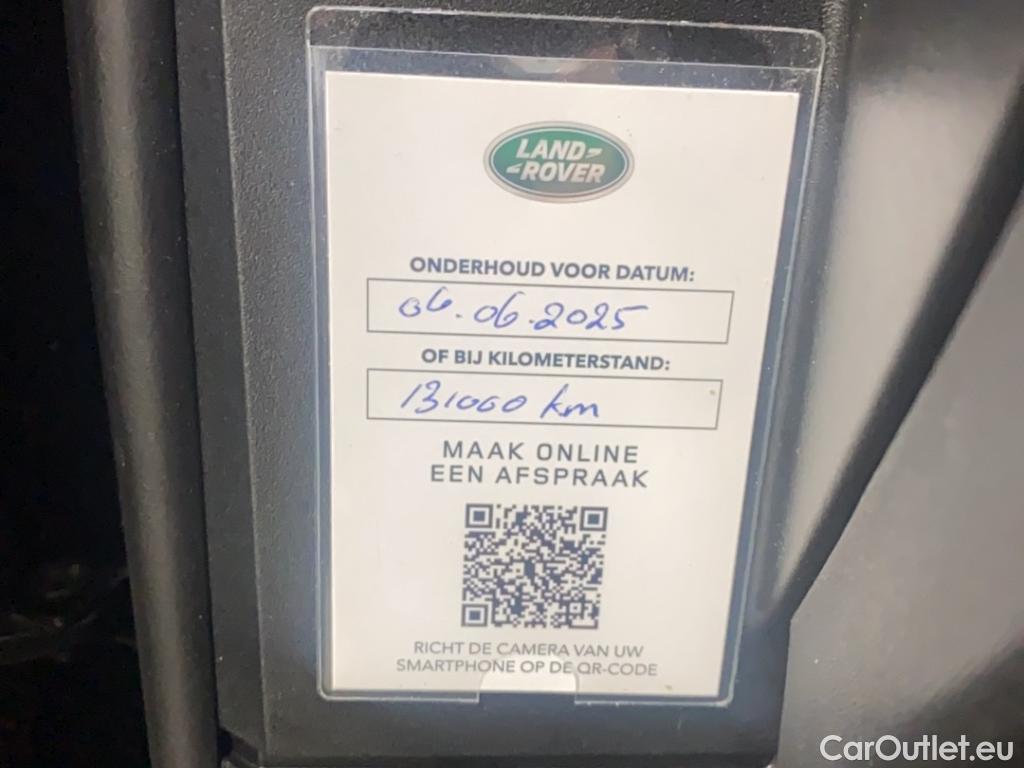 LAND
ROVER
ONDERHOUD VOOR DATUM:
06.06.2025
OF BIJ KILOMETERSTAND:
131000 km
MAAK ONLINE
EEN AFSPRAAK
RICHT DE CAMERA VAN UW
SMARTPHONE OP DE QR-CODE
CarOutlet.eu